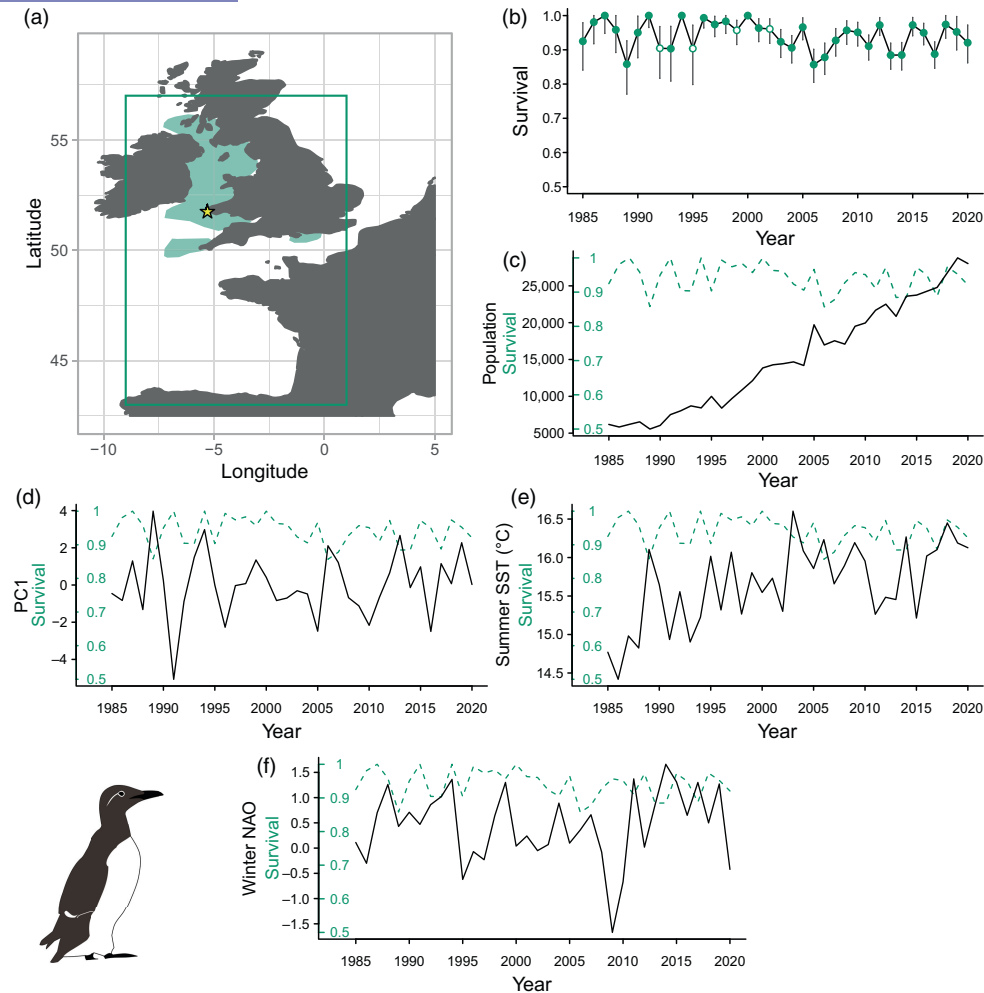 (a)
Latitude
55
50
45
−10
−5
0
5
Longitude
(b)
Survival
1.0
0.9
0.8
0.7
0.6
0.5
1985 1990 1995 2000 2005 2010 2015 2020
Year
(c)
Population
Survival
25,000
20,000
15,000
10,000
5000
1
0.9
0.8
0.7
0.6
0.5
1985 1990 1995 2000 2005 2010 2015 2020
Year
(d)
PC1
Survival
4
2
0
−2
−4
1
0.9
0.8
0.7
0.6
0.5
1985 1990 1995 2000 2005 2010 2015 2020
Year
(e)
Summer SST (°C)
Survival
16.5
16.0
15.5
15.0
14.5
1
0.9
0.8
0.7
0.6
0.5
1985 1990 1995 2000 2005 2010 2015 2020
Year
(f)
Winter NAO
Survival
1.5
1.0
0.5
0.0
−0.5
−1.0
−1.5
1
0.9
0.8
0.7
0.6
0.5
1985 1990 1995 2000 2005 2010 2015 2020
Year